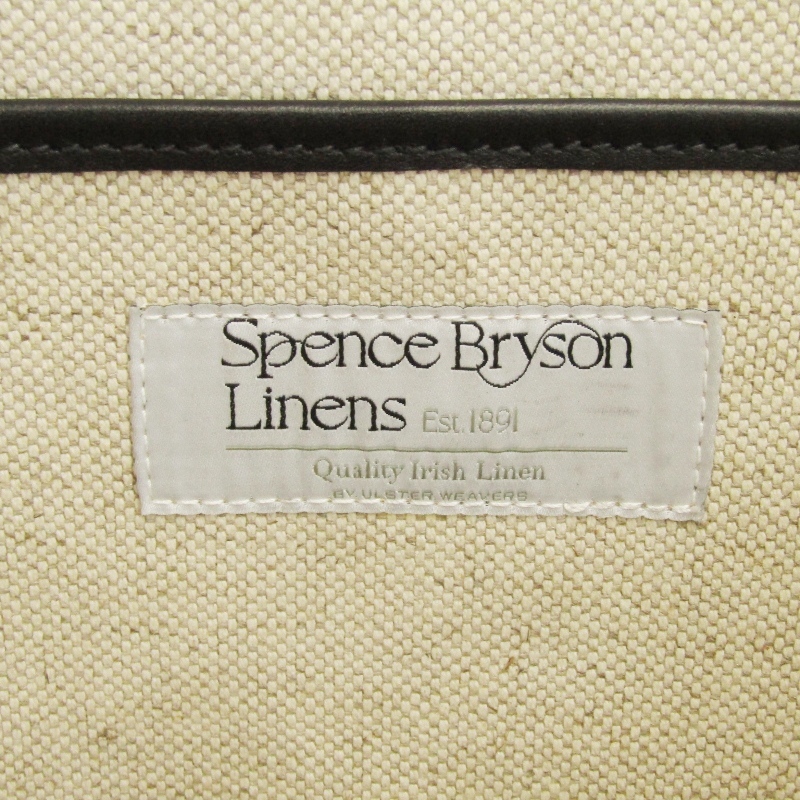 Spence Bryson
Linens Est. 1891
Quality Irish Linen
BY ULSTER WEAVERS